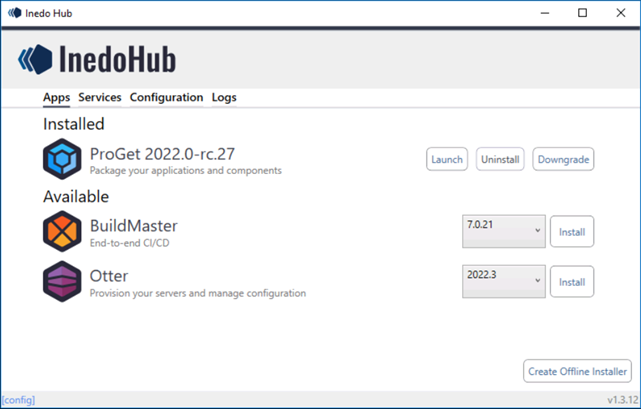 Inedo Hub
InedoHub
Apps Services Configuration Logs
Installed
ProGet 2022.0-rc.27
Package your applications and components
Launch Uninstall Downgrade
Available
BuildMaster
End-to-end CI/CD
7.0.21 Install
Otter
Provision your servers and manage configuration
2022.3 Install
Create Offline Installer
[config] v1.3.12